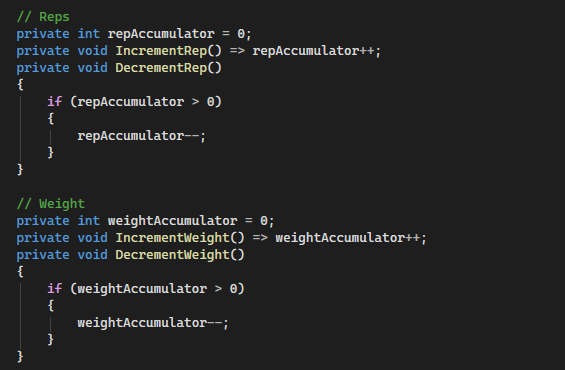 // Reps
private int repAccumulator = 0;
private void IncrementRep() => repAccumulator++;
private void DecrementRep()
{
    if (repAccumulator > 0)
    {
        repAccumulator--;
    }
}

// Weight
private int weightAccumulator = 0;
private void IncrementWeight() => weightAccumulator++;
private void DecrementWeight()
{
    if (weightAccumulator > 0)
    {
        weightAccumulator--;
    }
}